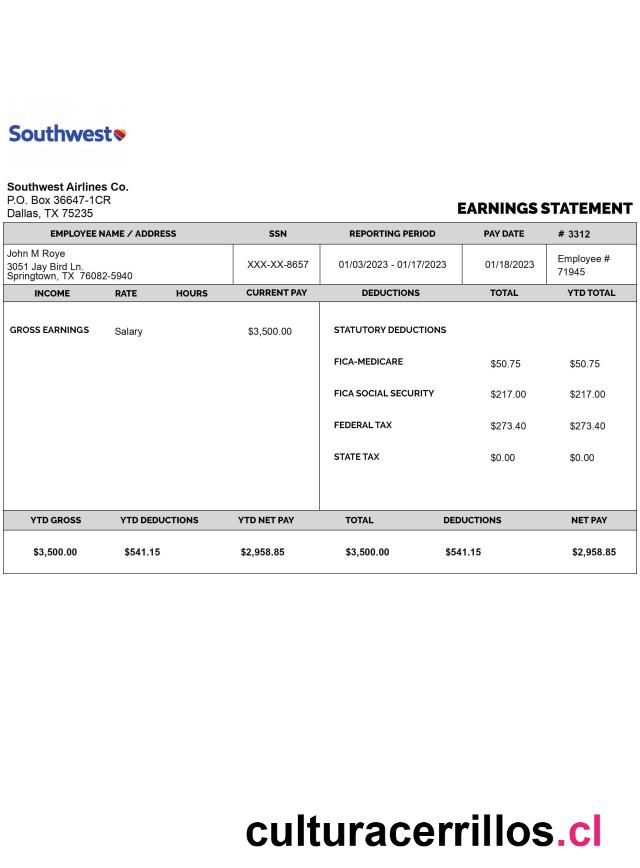 Southwest
Southwest Airlines Co.
P.O. Box 36647-1CR
Dallas, TX 75235
EARNINGS STATEMENT
EMPLOYEE NAME / ADDRESS SSN REPORTING PERIOD PAY DATE # 3312
John M Roye
3051 Jay Bird Ln.
Springtown, TX 76082-5940
XXX-XX-8657 01/03/2023 - 01/17/2023 01/18/2023
Employee #
71945
INCOME RATE HOURS CURRENT PAY DEDUCTIONS TOTAL YTD TOTAL
GROSS EARNINGS Salary $3,500.00 STATUTORY DEDUCTIONS
FICA-MEDICARE $50.75 $50.75
FICA SOCIAL SECURITY $217.00 $217.00
FEDERAL TAX $273.40 $273.40
STATE TAX $0.00 $0.00
YTD GROSS YTD DEDUCTIONS YTD NET PAY TOTAL DEDUCTIONS NET PAY
$3,500.00 $541.15 $2,958.85 $3,500.00 $541.15 $2,958.85
culturacerrillos.cl